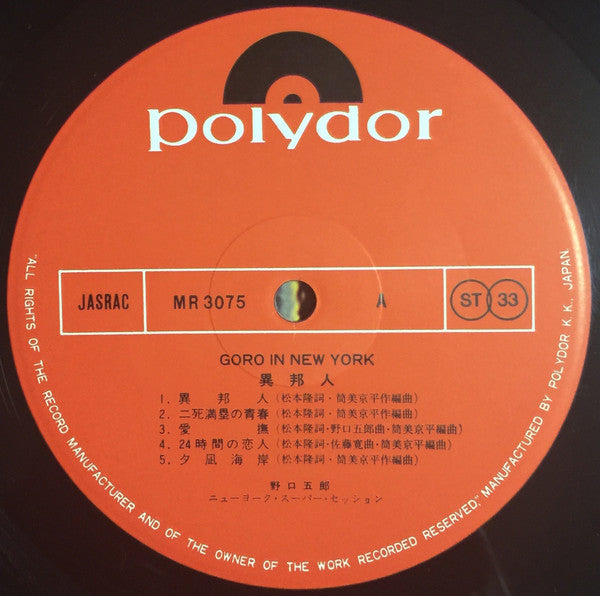 polydor
JASRAC MR 3075 A ST 33
GORO IN NEW YORK
異邦人
1. 異邦人 (松本隆詞・筒美京平作編曲)
2. 二死満塁の青春 (松本隆詞・筒美京平作編曲)
3. 愛撫 (松本隆詞・野口五郎曲・筒美京平編曲)
4. 24時間の恋人 (松本隆詞・佐藤寛曲・筒美京平編曲)
5. 夕凪海岸 (松本隆詞・筒美京平作編曲)
野口五郎
ニューヨーク・スーパー・セッション
"ALL RIGHTS OF THE RECORD MANUFACTURER AND OF THE OWNER OF THE WORK RECORDED RESERVED," MANUFACTURED BY POLYDOR K.K., JAPAN.